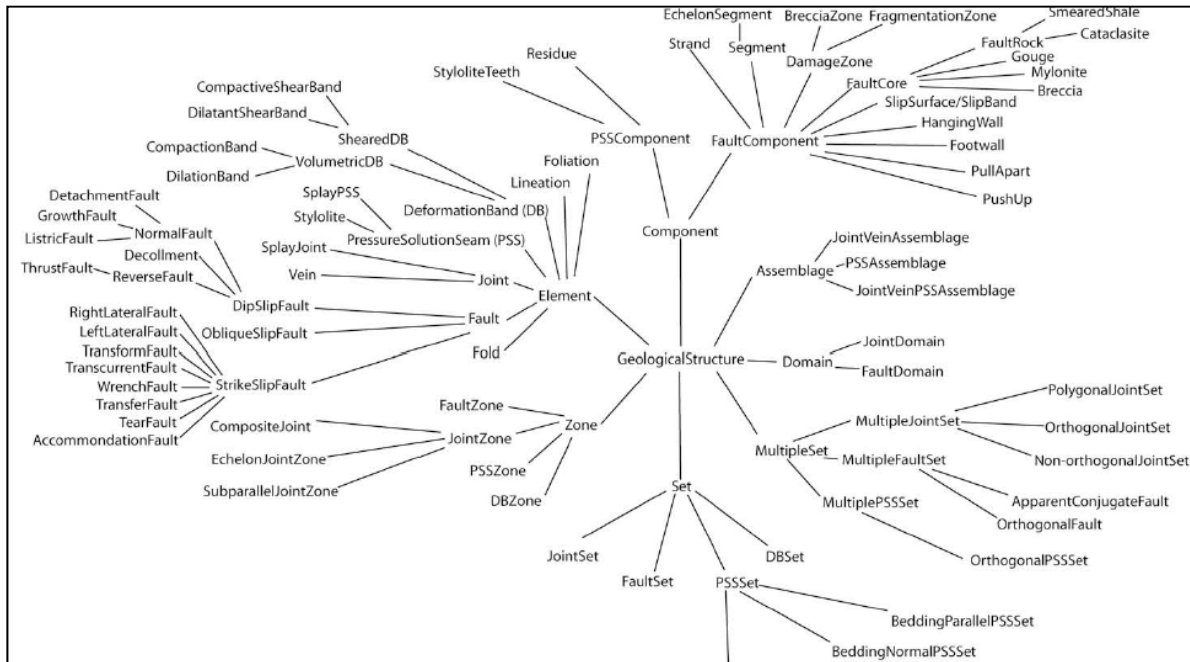 EchelonSegment
BrecciaZone
FragmentationZone
SmearedShale
Strand
Segment
FaultRock
Cataclasite
Residue
DamageZone
Gouge
StyloliteTeeth
FaultCore
Mylonite
Breccia
CompactiveShearBand
SlipSurface/SlipBand
DilatantShearBand
ShearedDB
PSSComponent
FaultComponent
HangingWall
Footwall
CompactionBand
VolumetricDB
Foliation
PullApart
DilationBand
SplayPSS
Lineation
PushUp
DetachmentFault
Stylolite
DeformationBand (DB)
GrowthFault
NormalFault
Component
ListricFault
SplayJoint
PressureSolutionSeam (PSS)
JointVeinAssemblage
Decollment
PSSAssemblage
ThrustFault
ReverseFault
Vein
Joint
Assemblage
JointVeinPSSAssemblage
DipSlipFault
Element
RightLateralFault
Fault
LeftLateralFault
ObliqueSlipFault
JointDomain
TransformFault
Fold
GeologicalStructure
Domain
TranscurrentFault
FaultDomain
WrenchFault
StrikeSlipFault
PolygonalJointSet
TransferFault
FaultZone
TearFault
CompositeJoint
Zone
MultipleJointSet
OrthogonalJointSet
AccommondationFault
JointZone
MultipleSet
EchelonJointZone
MultipleFaultSet
Non-orthogonalJointSet
PSSZone
SubparallelJointZone
Set
DBZone
MultiplePSSSet
ApparentConjugateFault
OrthogonalFault
JointSet
DBSet
OrthogonalPSSSet
FaultSet
PSSSet
BeddingParallelPSSSet
BeddingNormalPSSSet